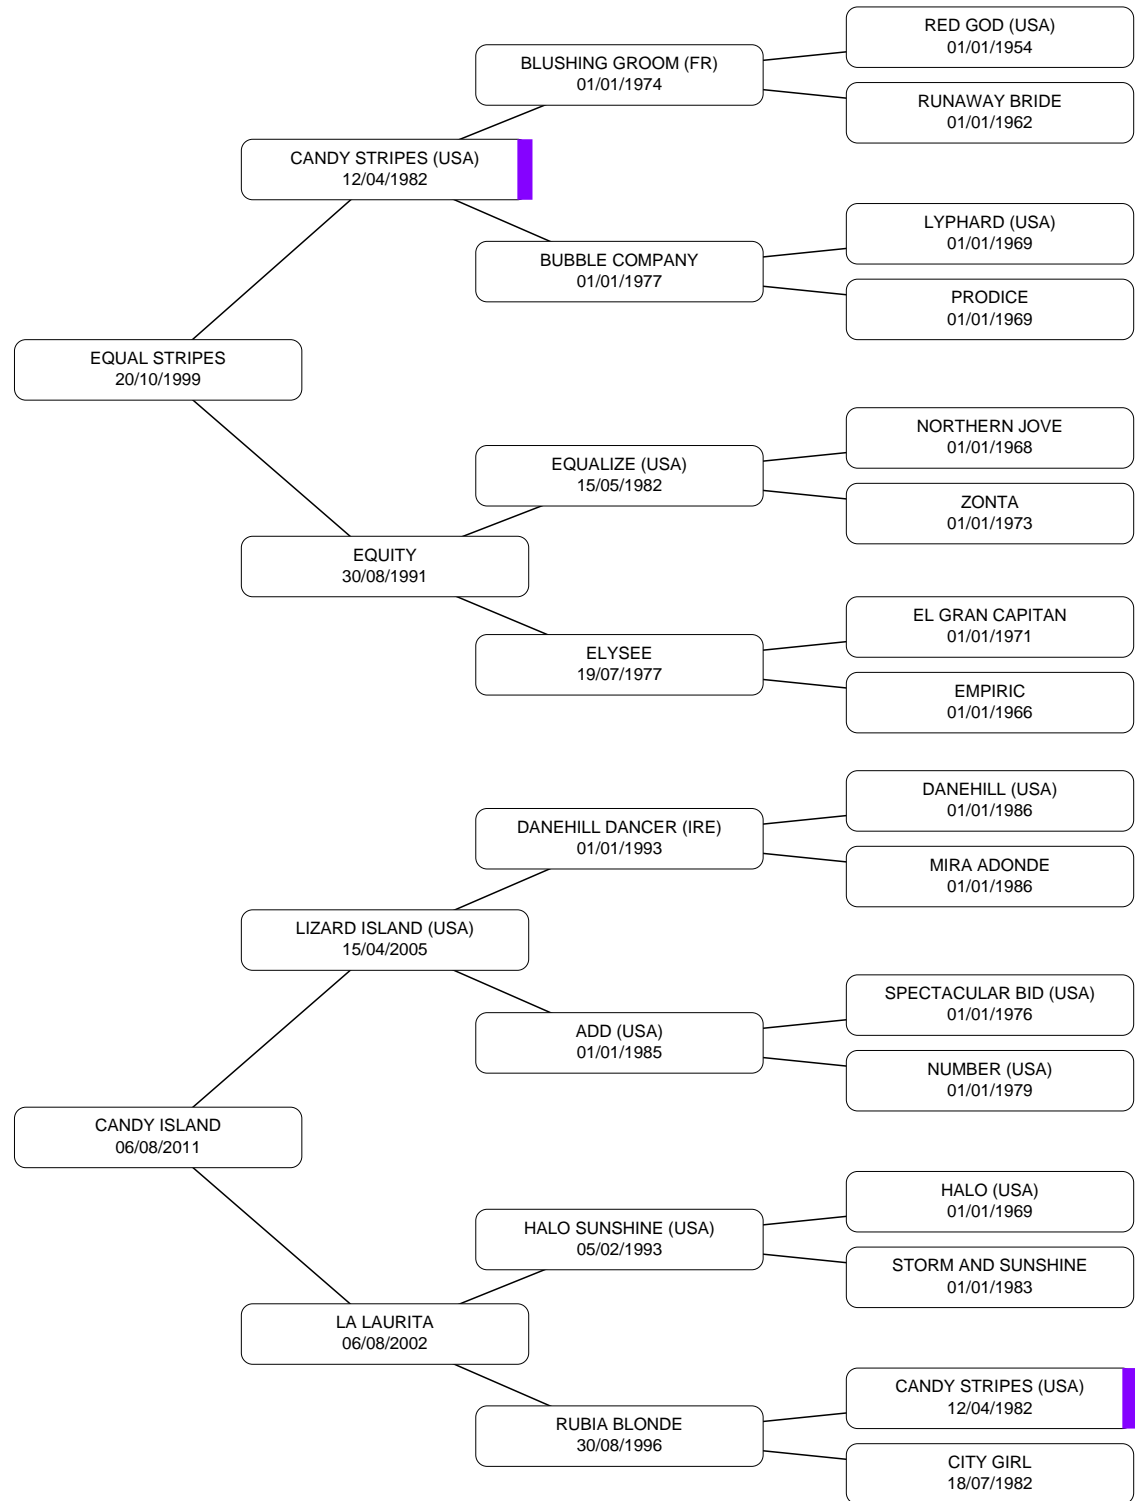 RED GOD (USA)
01/01/1954
BLUSHING GROOM (FR)
01/01/1974
RUNAWAY BRIDE
01/01/1962
CANDY STRIPES (USA)
12/04/1982
LYPHARD (USA)
01/01/1969
BUBBLE COMPANY
01/01/1977
PRODICE
01/01/1969
EQUAL STRIPES
20/10/1999
NORTHERN JOVE
01/01/1968
EQUALIZE (USA)
15/05/1982
ZONTA
01/01/1973
EQUITY
30/08/1991
EL GRAN CAPITAN
01/01/1971
ELYSEE
19/07/1977
EMPIRIC
01/01/1966
DANEHILL (USA)
01/01/1986
DANEHILL DANCER (IRE)
01/01/1993
MIRA ADONDE
01/01/1986
LIZARD ISLAND (USA)
15/04/2005
SPECTACULAR BID (USA)
01/01/1976
ADD (USA)
01/01/1985
NUMBER (USA)
01/01/1979
CANDY ISLAND
06/08/2011
HALO (USA)
01/01/1969
HALO SUNSHINE (USA)
05/02/1993
STORM AND SUNSHINE
01/01/1983
LA LAURITA
06/08/2002
CANDY STRIPES (USA)
12/04/1982
RUBIA BLONDE
30/08/1996
CITY GIRL
18/07/1982